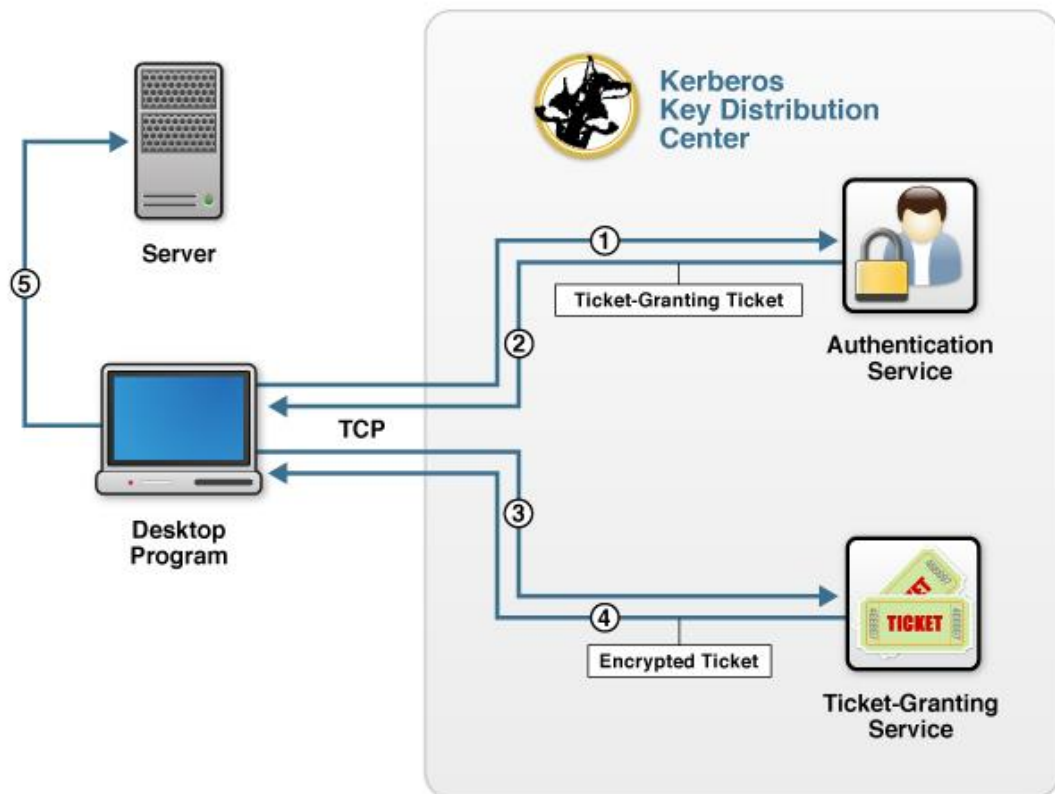 Kerberos
Key Distribution
Center
Server
1
Ticket-Granting Ticket
5
2
Authentication
Service
TCP
Desktop
Program
3
4
Encrypted Ticket
TICKET
Ticket-Granting
Service